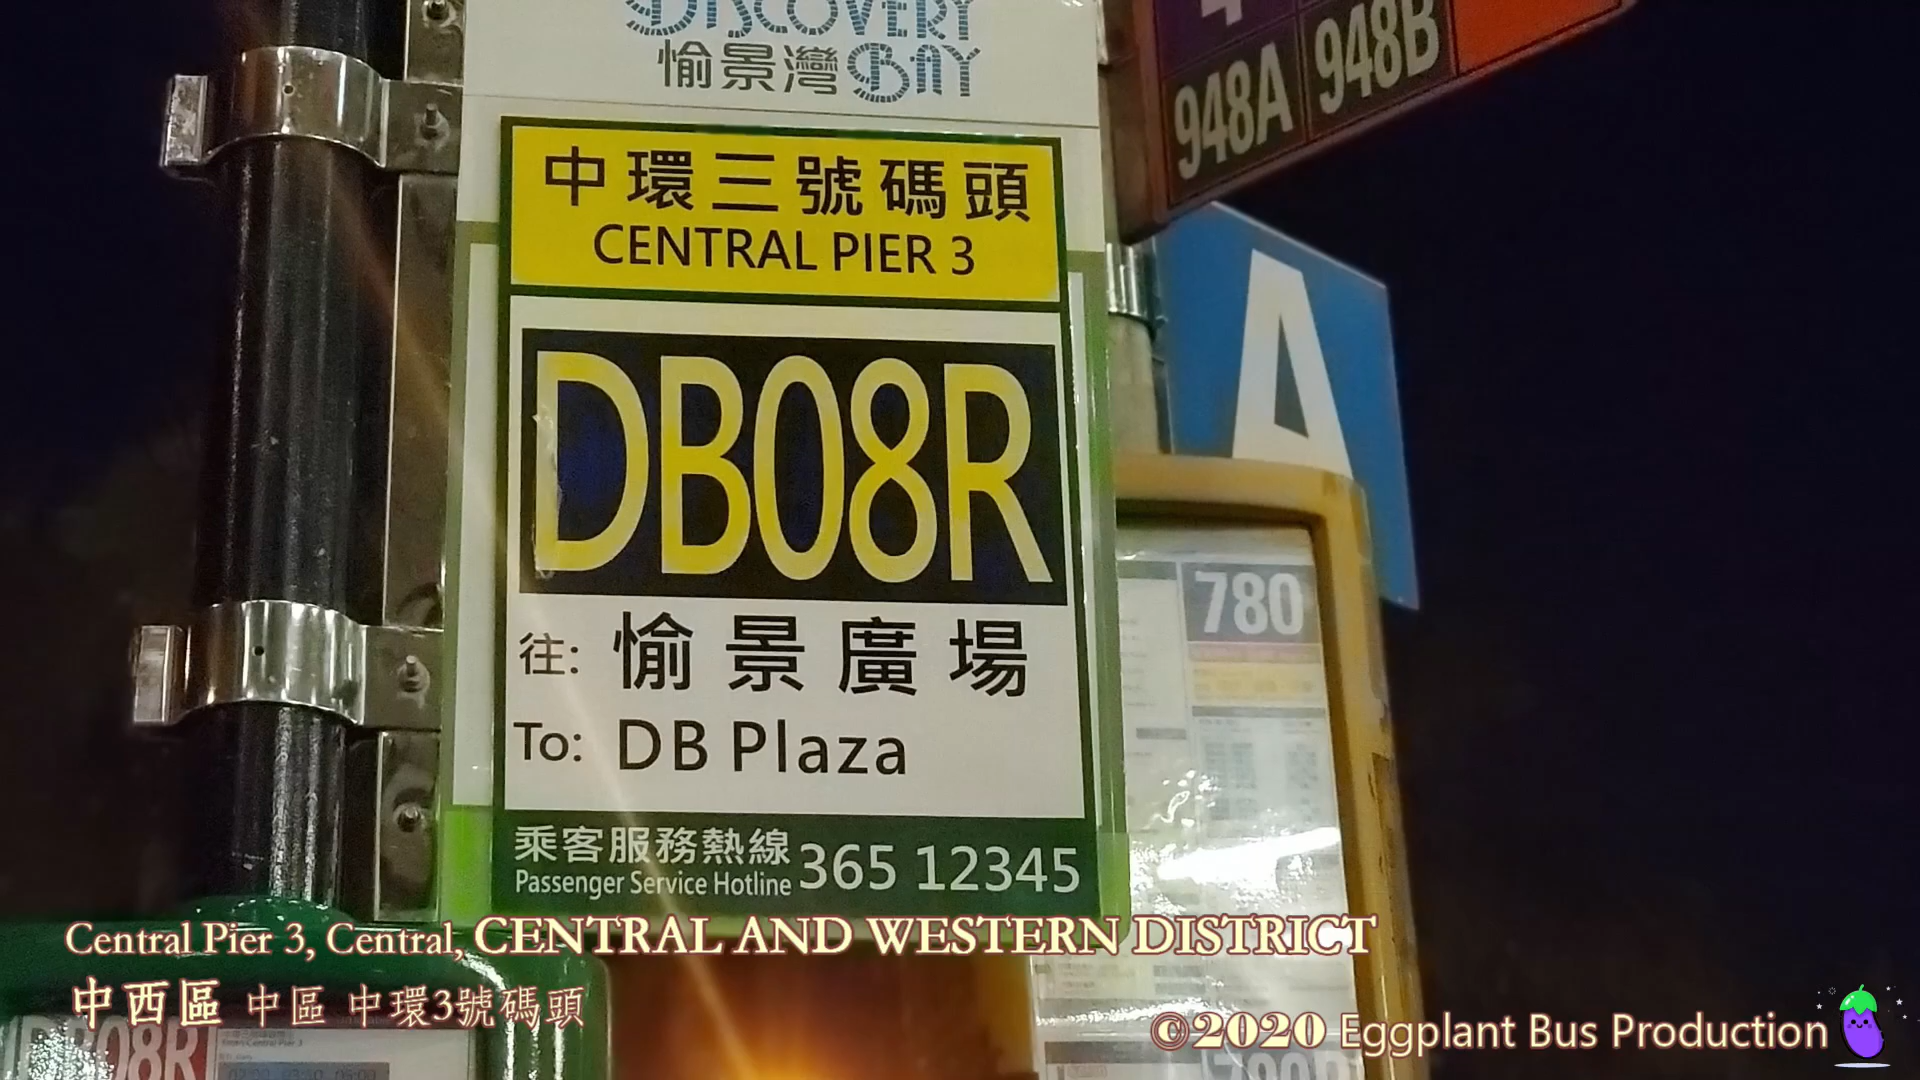 DISCOVERY
愉景灣 BAY
948A 948B
中環三號碼頭
CENTRAL PIER 3
A
DB08R
780
往: 愉景廣場
To: DB Plaza
乘客服務熱線 365 12345
Passenger Service Hotline
Central Pier 3, Central, CENTRAL AND WESTERN DISTRICT
中西區 中區 中環3號碼頭
©2020 Eggplant Bus Production
DB08R